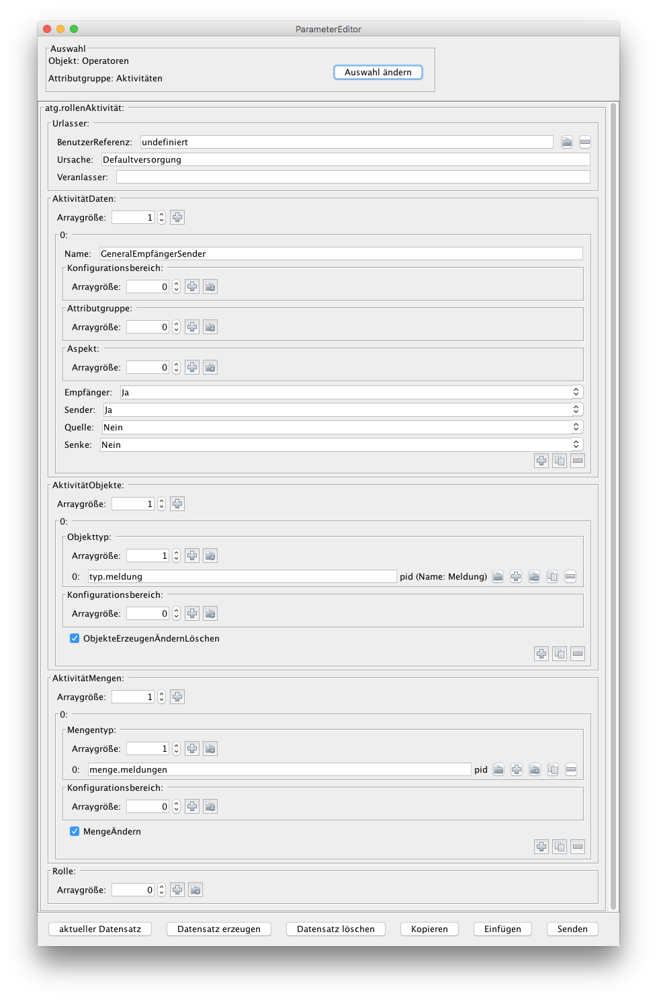 ParameterEditor
Auswahl
Objekt: Operatoren
Auswahl ändern
Attributgruppe: Aktivitäten
atg.rollenAktivität:
Urlasser:
BenutzerReferenz: undefiniert
Ursache: Defaultversorgung
Veranlasser:
AktivitätDaten:
Arraygröße: 1
0:
Name: GeneralEmpfängerSender
Konfigurationsbereich:
Arraygröße: 0
Attributgruppe:
Arraygröße: 0
Aspekt:
Arraygröße: 0
Empfänger: Ja
Sender: Ja
Quelle: Nein
Senke: Nein
AktivitätObjekte:
Arraygröße: 1
0:
Objekttyp:
Arraygröße: 1
0: typ.meldung pid (Name: Meldung)
Konfigurationsbereich:
Arraygröße: 0
ObjekteErzeugenÄndernLöschen
AktivitätMengen:
Arraygröße: 1
0:
Mengentyp:
Arraygröße: 1
0: menge.meldungen pid
Konfigurationsbereich:
Arraygröße: 0
MengeÄndern
Rolle:
Arraygröße: 0
aktueller Datensatz Datensatz erzeugen Datensatz löschen Kopieren Einfügen Senden